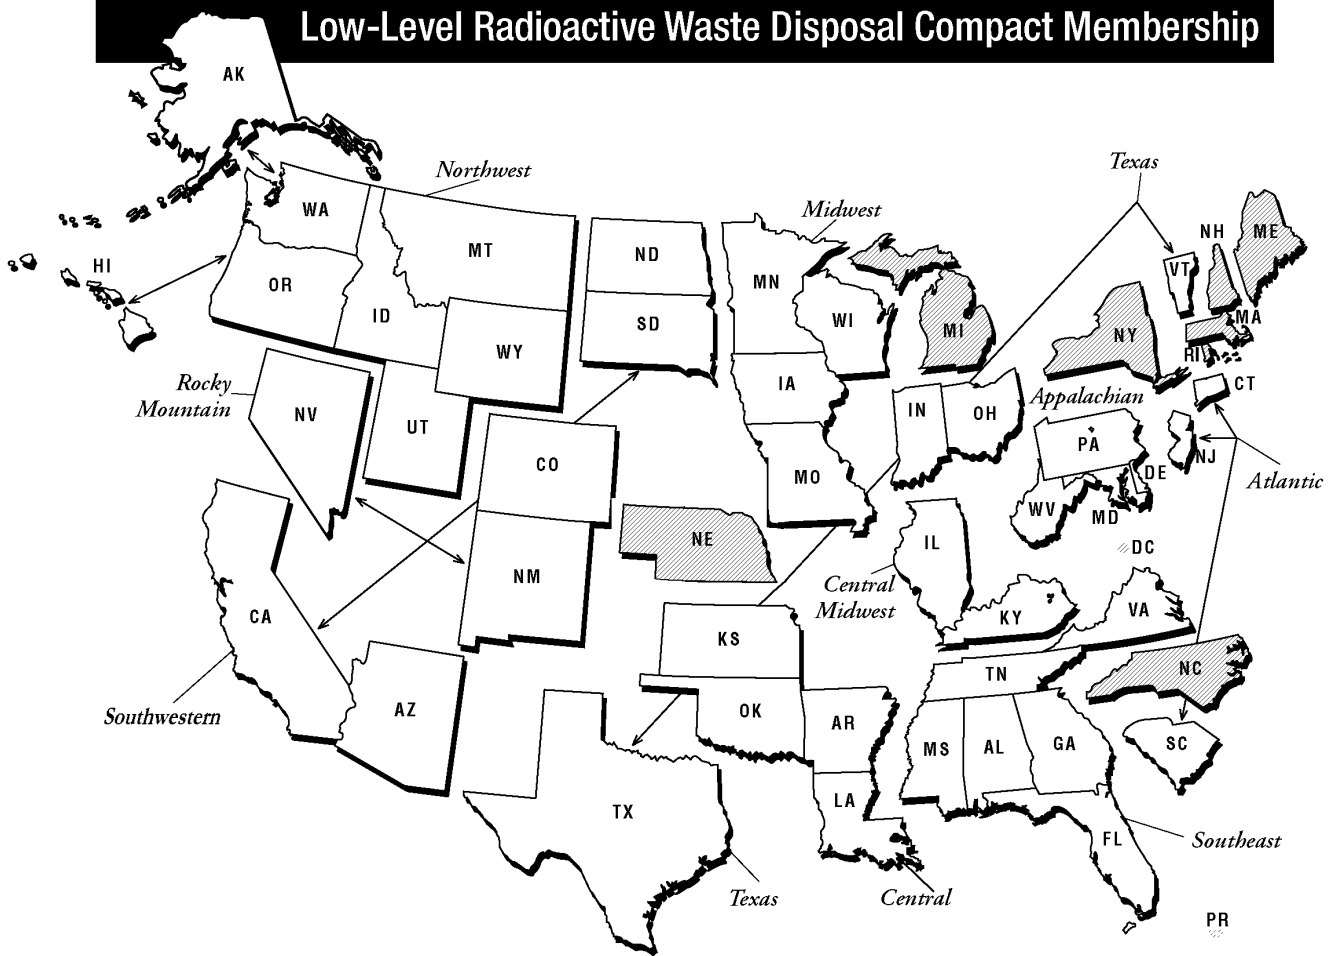 Low-Level Radioactive Waste Disposal Compact Membership
AK
Texas
Northwest
Midwest
WA
MT
ND
MN
NH
ME
VT
HI
OR
ID
SD
WI
MI
NY
MA
RI
WY
Rocky
Mountain
NV
UT
IA
IN
OH
Appalachian
CT
CO
MO
PA
NJ
DE
Atlantic
WV
MD
NE
IL
DC
CA
NM
Central
Midwest
KY
VA
KS
TN
NC
Southwestern
AZ
OK
AR
MS
AL
GA
SC
TX
LA
FL
Southeast
Texas
Central
PR